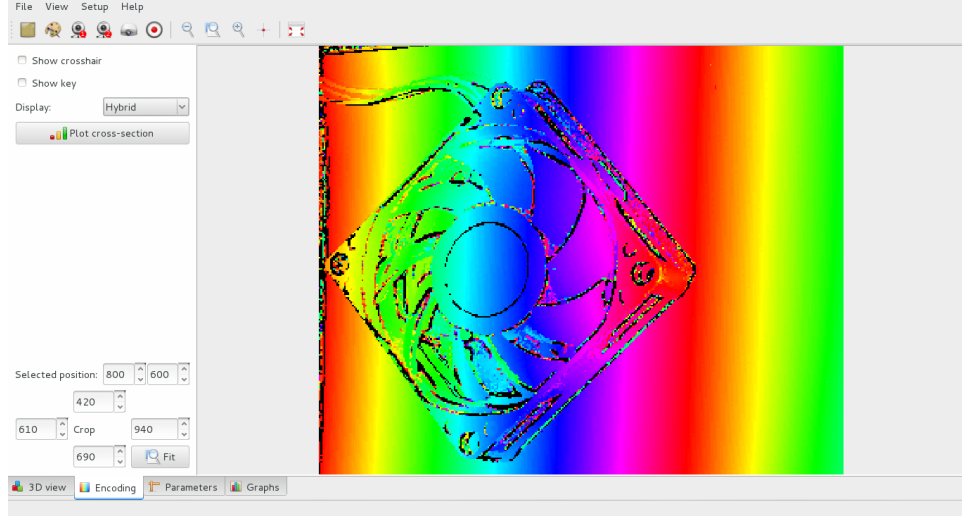 File View Setup Help
Show crosshair
Show key
Display: Hybrid
Plot cross-section
Selected position: 800 600
420
610 Crop 940
690 Fit
3D view Encoding Parameters Graphs